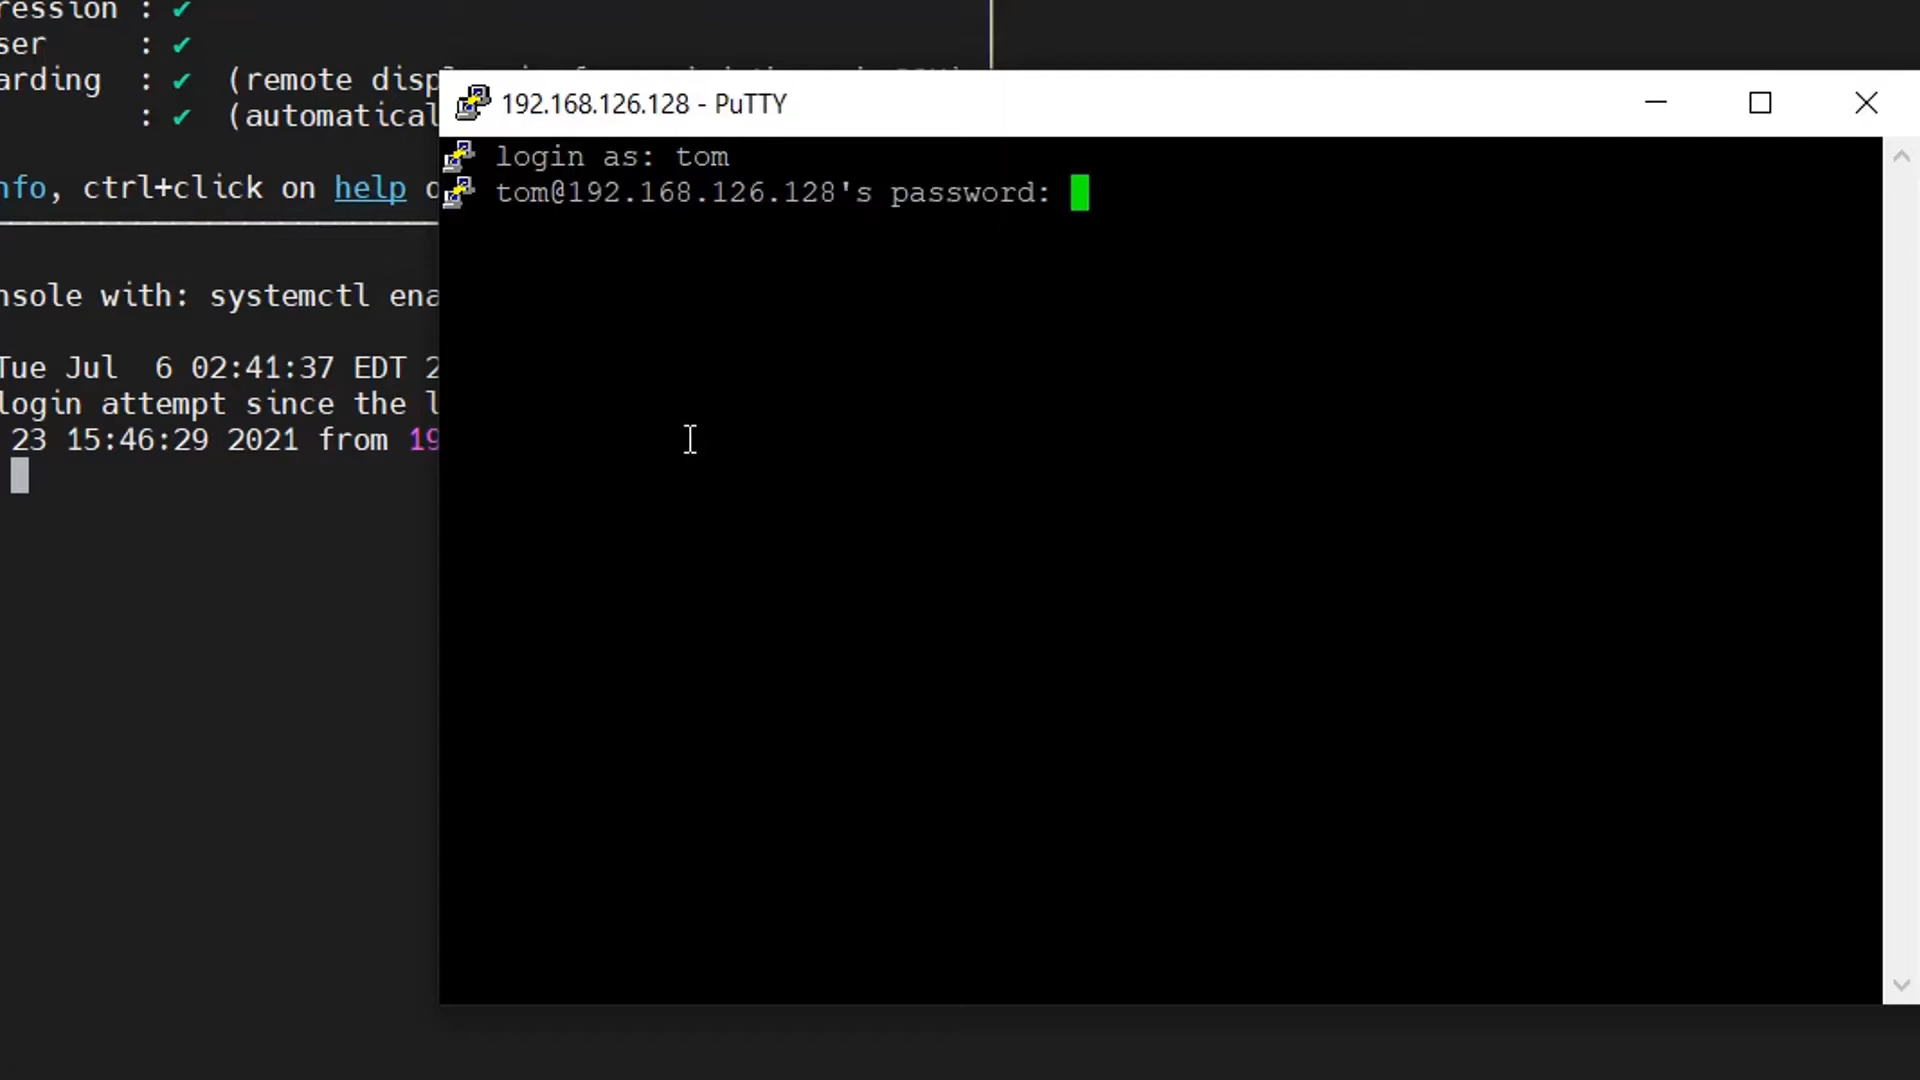 ression : ✔
ser : ✔
arding : ✔ (remote disp
: ✔ (automatical
nfo, ctrl+click on help
nsole with: systemctl ena
Tue Jul 6 02:41:37 EDT 2
login attempt since the l
23 15:46:29 2021 from 19
192.168.126.128 - PuTTY
login as: tom
tom@192.168.126.128's password: